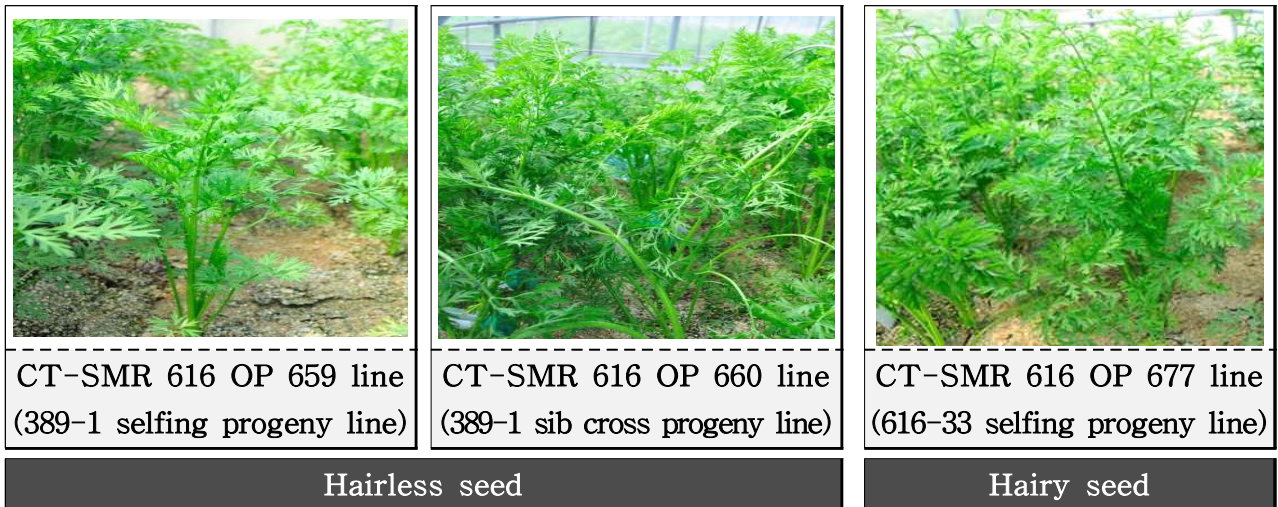 CT-SMR 616 OP 659 line
(389-1 selfing progeny line)
CT-SMR 616 OP 660 line
(389-1 sib cross progeny line)
CT-SMR 616 OP 677 line
(616-33 selfing progeny line)
Hairless seed
Hairy seed